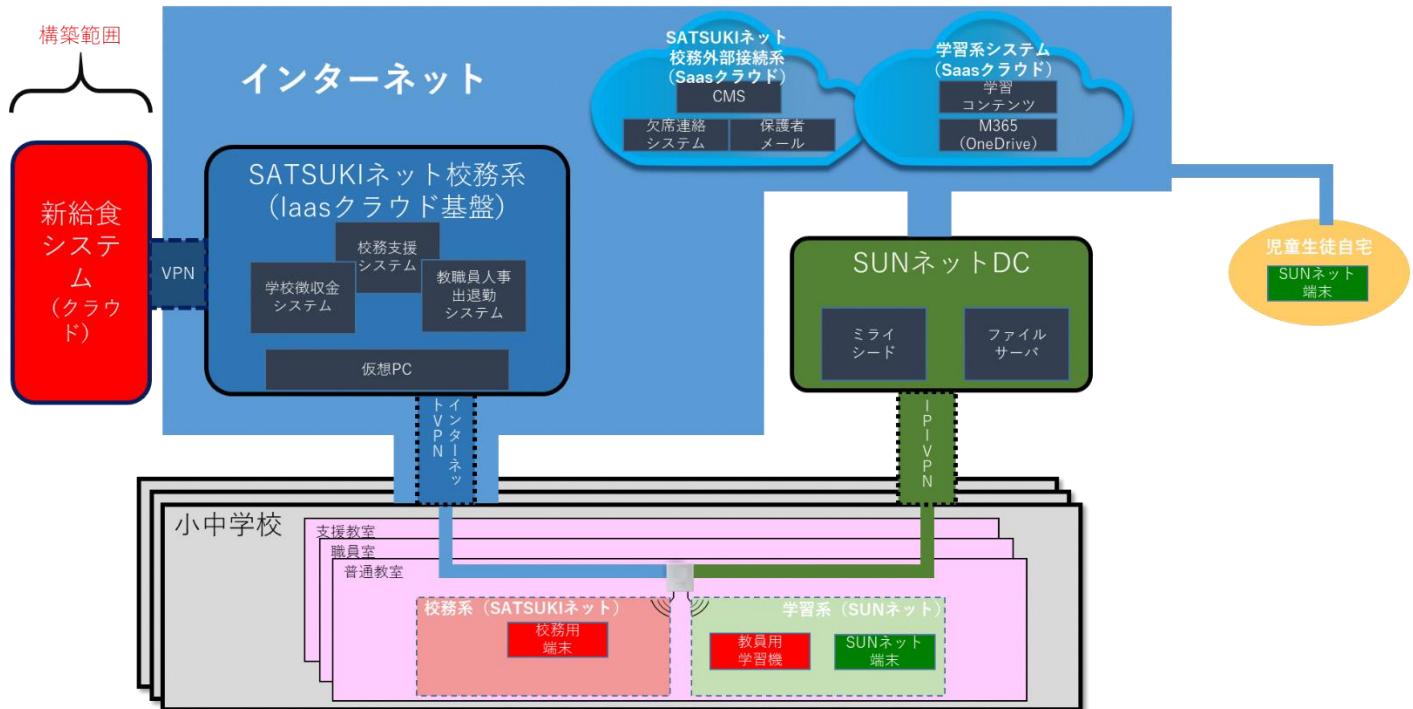 構築範囲
インターネット
SATSUKIネット
校務外部接続系
(Saasクラウド)
CMS
欠席連絡
システム
保護者
メール
学習系システム
(Saasクラウド)
学習
コンテンツ
M365
(OneDrive)
新給食
システ
ム
(クラウ
ド)
VPN
SATSUKIネット校務系
(Iaasクラウド基盤)
校務支援
システム
学校徴収金
システム
教職員人事
出退勤
システム
仮想PC
SUNネットDC
ミライ
シード
ファイル
サーバ
児童生徒自宅
SUNネット
端末
インターネッ
トVPN
IPIVPN
小中学校
支援教室
職員室
普通教室
校務系（SATSUKIネット）
校務用
端末
学習系（SUNネット）
教員用
学習機
SUNネット
端末